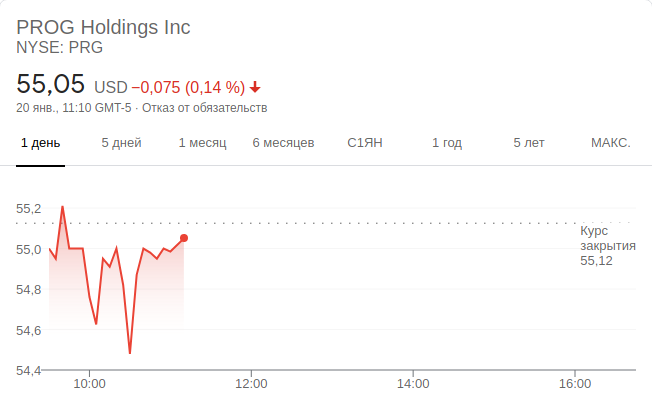 PROG Holdings Inc
NYSE: PRG
55,05 USD −0,075 (0,14 %)
20 янв., 11:10 GMT-5 · Отказ от обязательств
1 день 5 дней 1 месяц 6 месяцев С1ЯН 1 год 5 лет МАКС.
55,2
Курс
закрытия
55,12
55,0
54,8
54,6
54,4
10:00 12:00 14:00 16:00